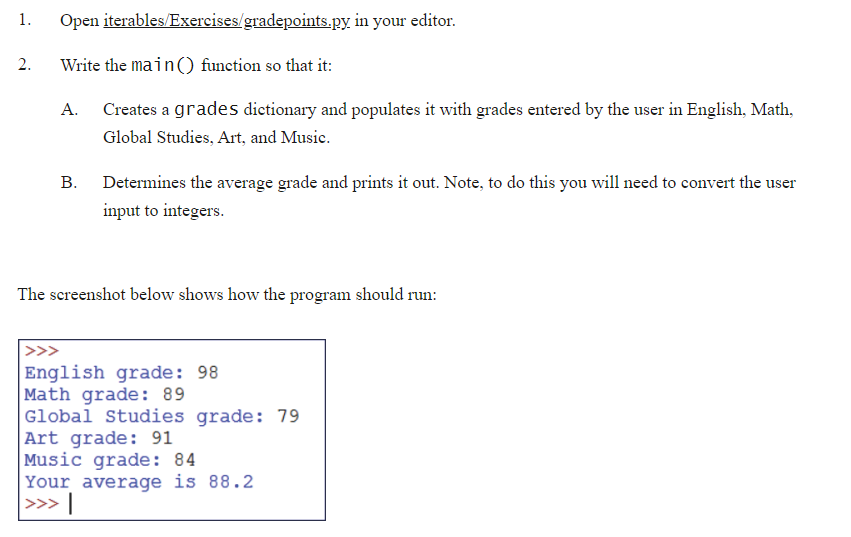 1. Open iterables/Exercises/gradepoints.py in your editor.
2. Write the main() function so that it:
A. Creates a grades dictionary and populates it with grades entered by the user in English, Math,
Global Studies, Art, and Music.
B. Determines the average grade and prints it out. Note, to do this you will need to convert the user
input to integers.
The screenshot below shows how the program should run:
>>>
English grade: 98
Math grade: 89
Global Studies grade: 79
Art grade: 91
Music grade: 84
Your average is 88.2
>>>